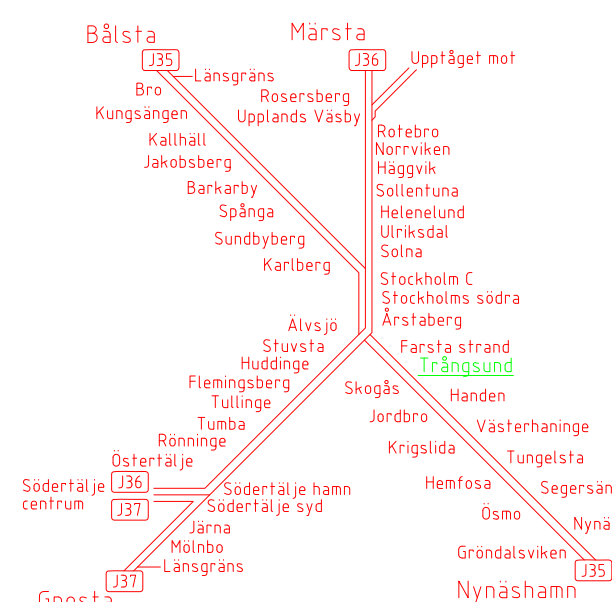 Bålsta
Märsta
J35
J36
Upptåget mot
Länsgräns
Bro
Rosersberg
Kungsängen
Upplands Väsby
Rotebro
Kallhäll
Norrviken
Jakobsberg
Häggvik
Barkarby
Sollentuna
Spånga
Helenelund
Ulriksdal
Sundbyberg
Solna
Karlberg
Stockholm C
Stockholms södra
Älvsjö
Årstaberg
Stuvsta
Farsta strand
Huddinge
Trångsund
Flemingsberg
Skogås
Handen
Tullinge
Jordbro
Tumba
Västerhaninge
Rönninge
Krigslida
Tungelsta
Östertälje
Södertälje
centrum
J36
Södertälje hamn
Hemfosa
Segersän
J37
Södertälje syd
Ösmo
Nynä
Järna
Mölnbo
Gröndalsviken
Länsgräns
J37
J35
Gnesta
Nynäshamn